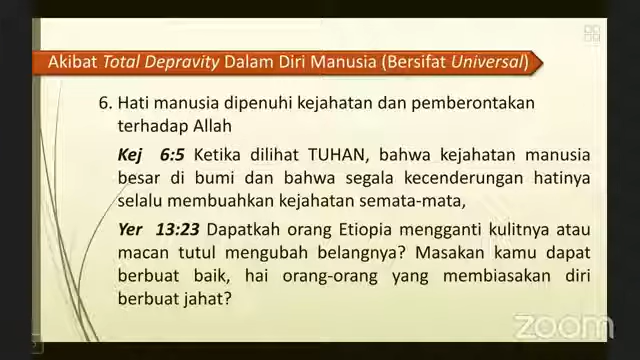 Akibat Total Depravity Dalam Diri Manusia (Bersifat Universal)
6. Hati manusia dipenuhi kejahatan dan pemberontakan
terhadap Allah
Kej 6:5 Ketika dilihat TUHAN, bahwa kejahatan manusia
besar di bumi dan bahwa segala kecenderungan hatinya
selalu membuahkan kejahatan semata-mata,
Yer 13:23 Dapatkah orang Etiopia mengganti kulitnya atau
macan tutul mengubah belangnya? Masakan kamu dapat
berbuat baik, hai orang-orang yang membiasakan diri
berbuat jahat?
zoom